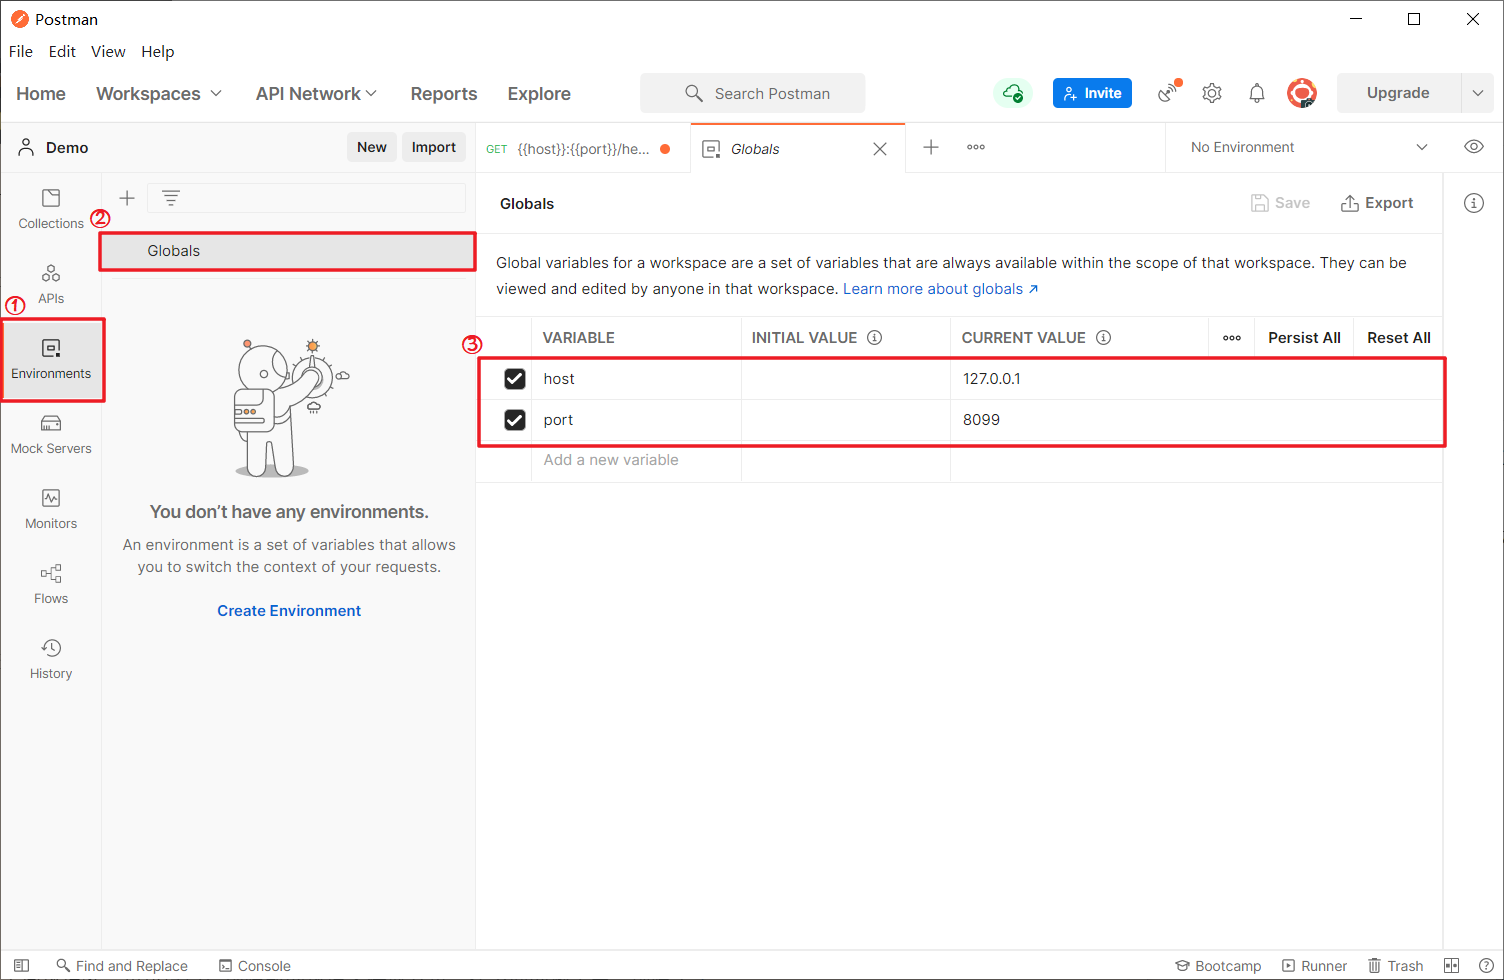 Postman
File Edit View Help
Home Workspaces API Network Reports Explore Search Postman Invite Upgrade
Demo New Import GET {{host}}:{{port}}/he... Globals No Environment
Collections
APIs
Environments
Mock Servers
Monitors
Flows
History
②
Globals
①
You don't have any environments.
An environment is a set of variables that allows
you to switch the context of your requests.
Create Environment
Globals Save Export
Global variables for a workspace are a set of variables that are always available within the scope of that workspace. They can be
viewed and edited by anyone in that workspace. Learn more about globals ↗
③
VARIABLE INITIAL VALUE CURRENT VALUE Persist All Reset All
host 127.0.0.1
port 8099
Add a new variable
Find and Replace Console Bootcamp Runner Trash